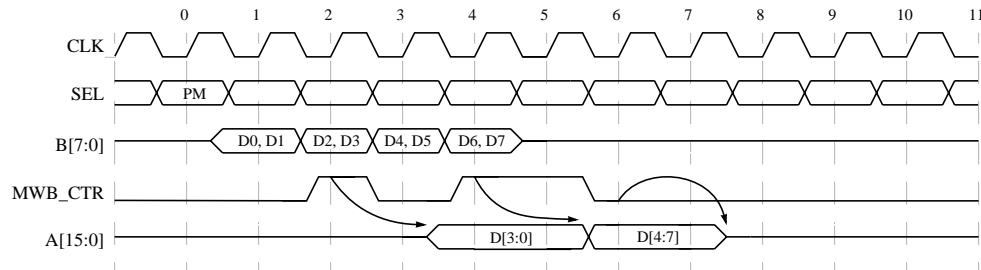 0 1 2 3 4 5 6 7 8 9 10 11
CLK
SEL PM
B[7:0] D0, D1 D2, D3 D4, D5 D6, D7
MWB_CTR
A[15:0] D[3:0] D[4:7]